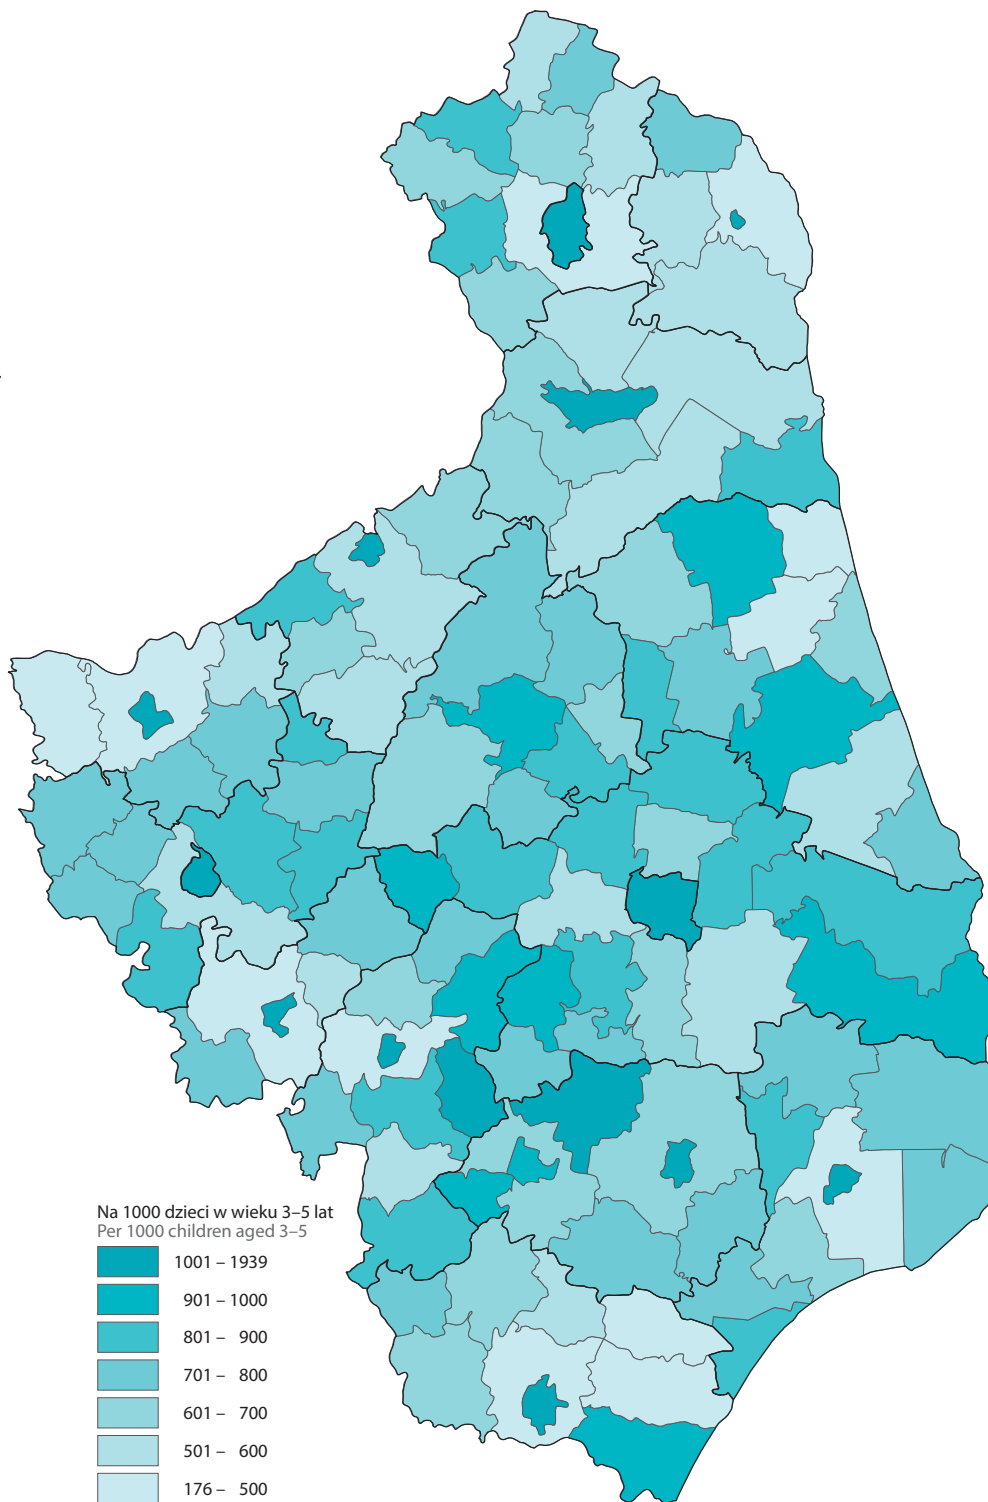 Na 1000 dzieci w wieku 3–5 lat
Per 1000 children aged 3–5
1001 – 1939
901 – 1000
801 – 900
701 – 800
601 – 700
501 – 600
176 – 500